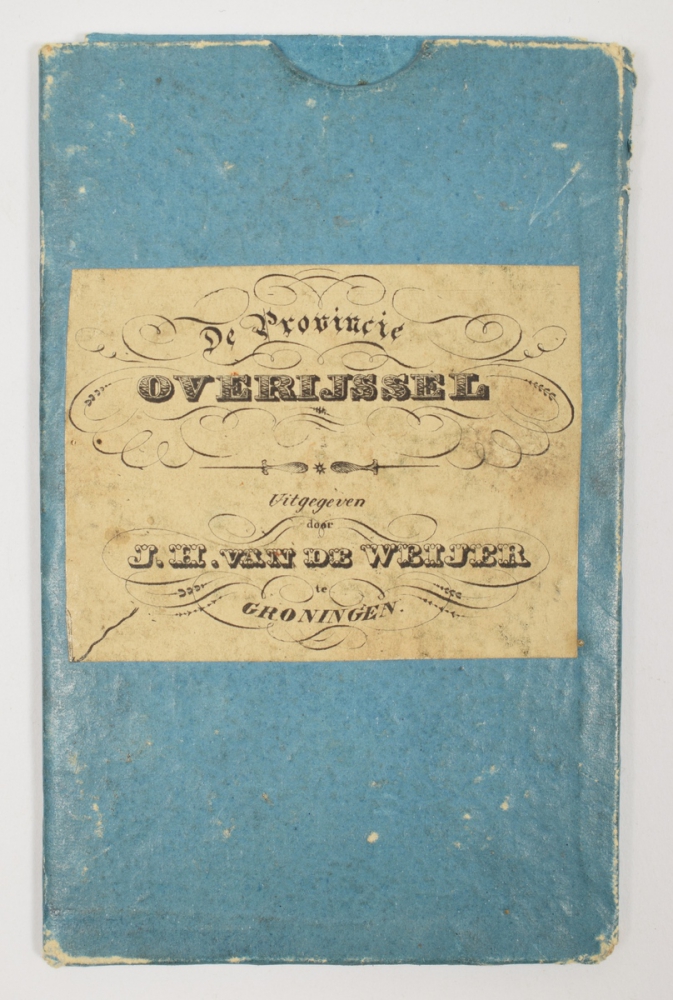 De Provincie
OVERIJSSEL
Uitgegeven
door
J. H. VAN DE WEIJER
te
GRONINGEN.